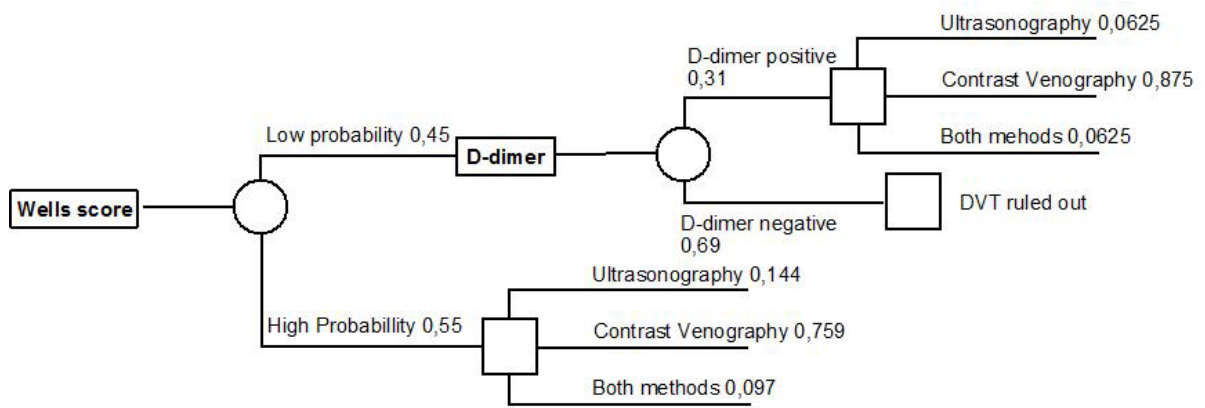 Ultrasonography 0,0625
D-dimer positive
0,31
Contrast Venography 0,875
Low probability 0,45
D-dimer
Both mehods 0,0625
Wells score
DVT ruled out
D-dimer negative
0,69
Ultrasonography 0,144
High Probabillity 0,55
Contrast Venography 0,759
Both methods 0,097